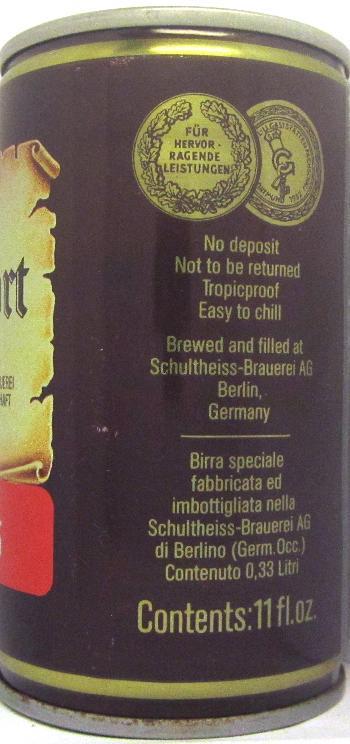 FÜR
HERVOR-
RAGENDE
LEISTUNGEN
No deposit
Not to be returned
Tropicproof
Easy to chill
Brewed and filled at
Schultheiss-Brauerei AG
Berlin,
Germany
Birra speciale
fabbricata ed
imbottigliata nella
Schultheiss-Brauerei AG
di Berlino (Germ.Occ.)
Contenuto 0,33 Litri
Contents:11fl.oz.
ort